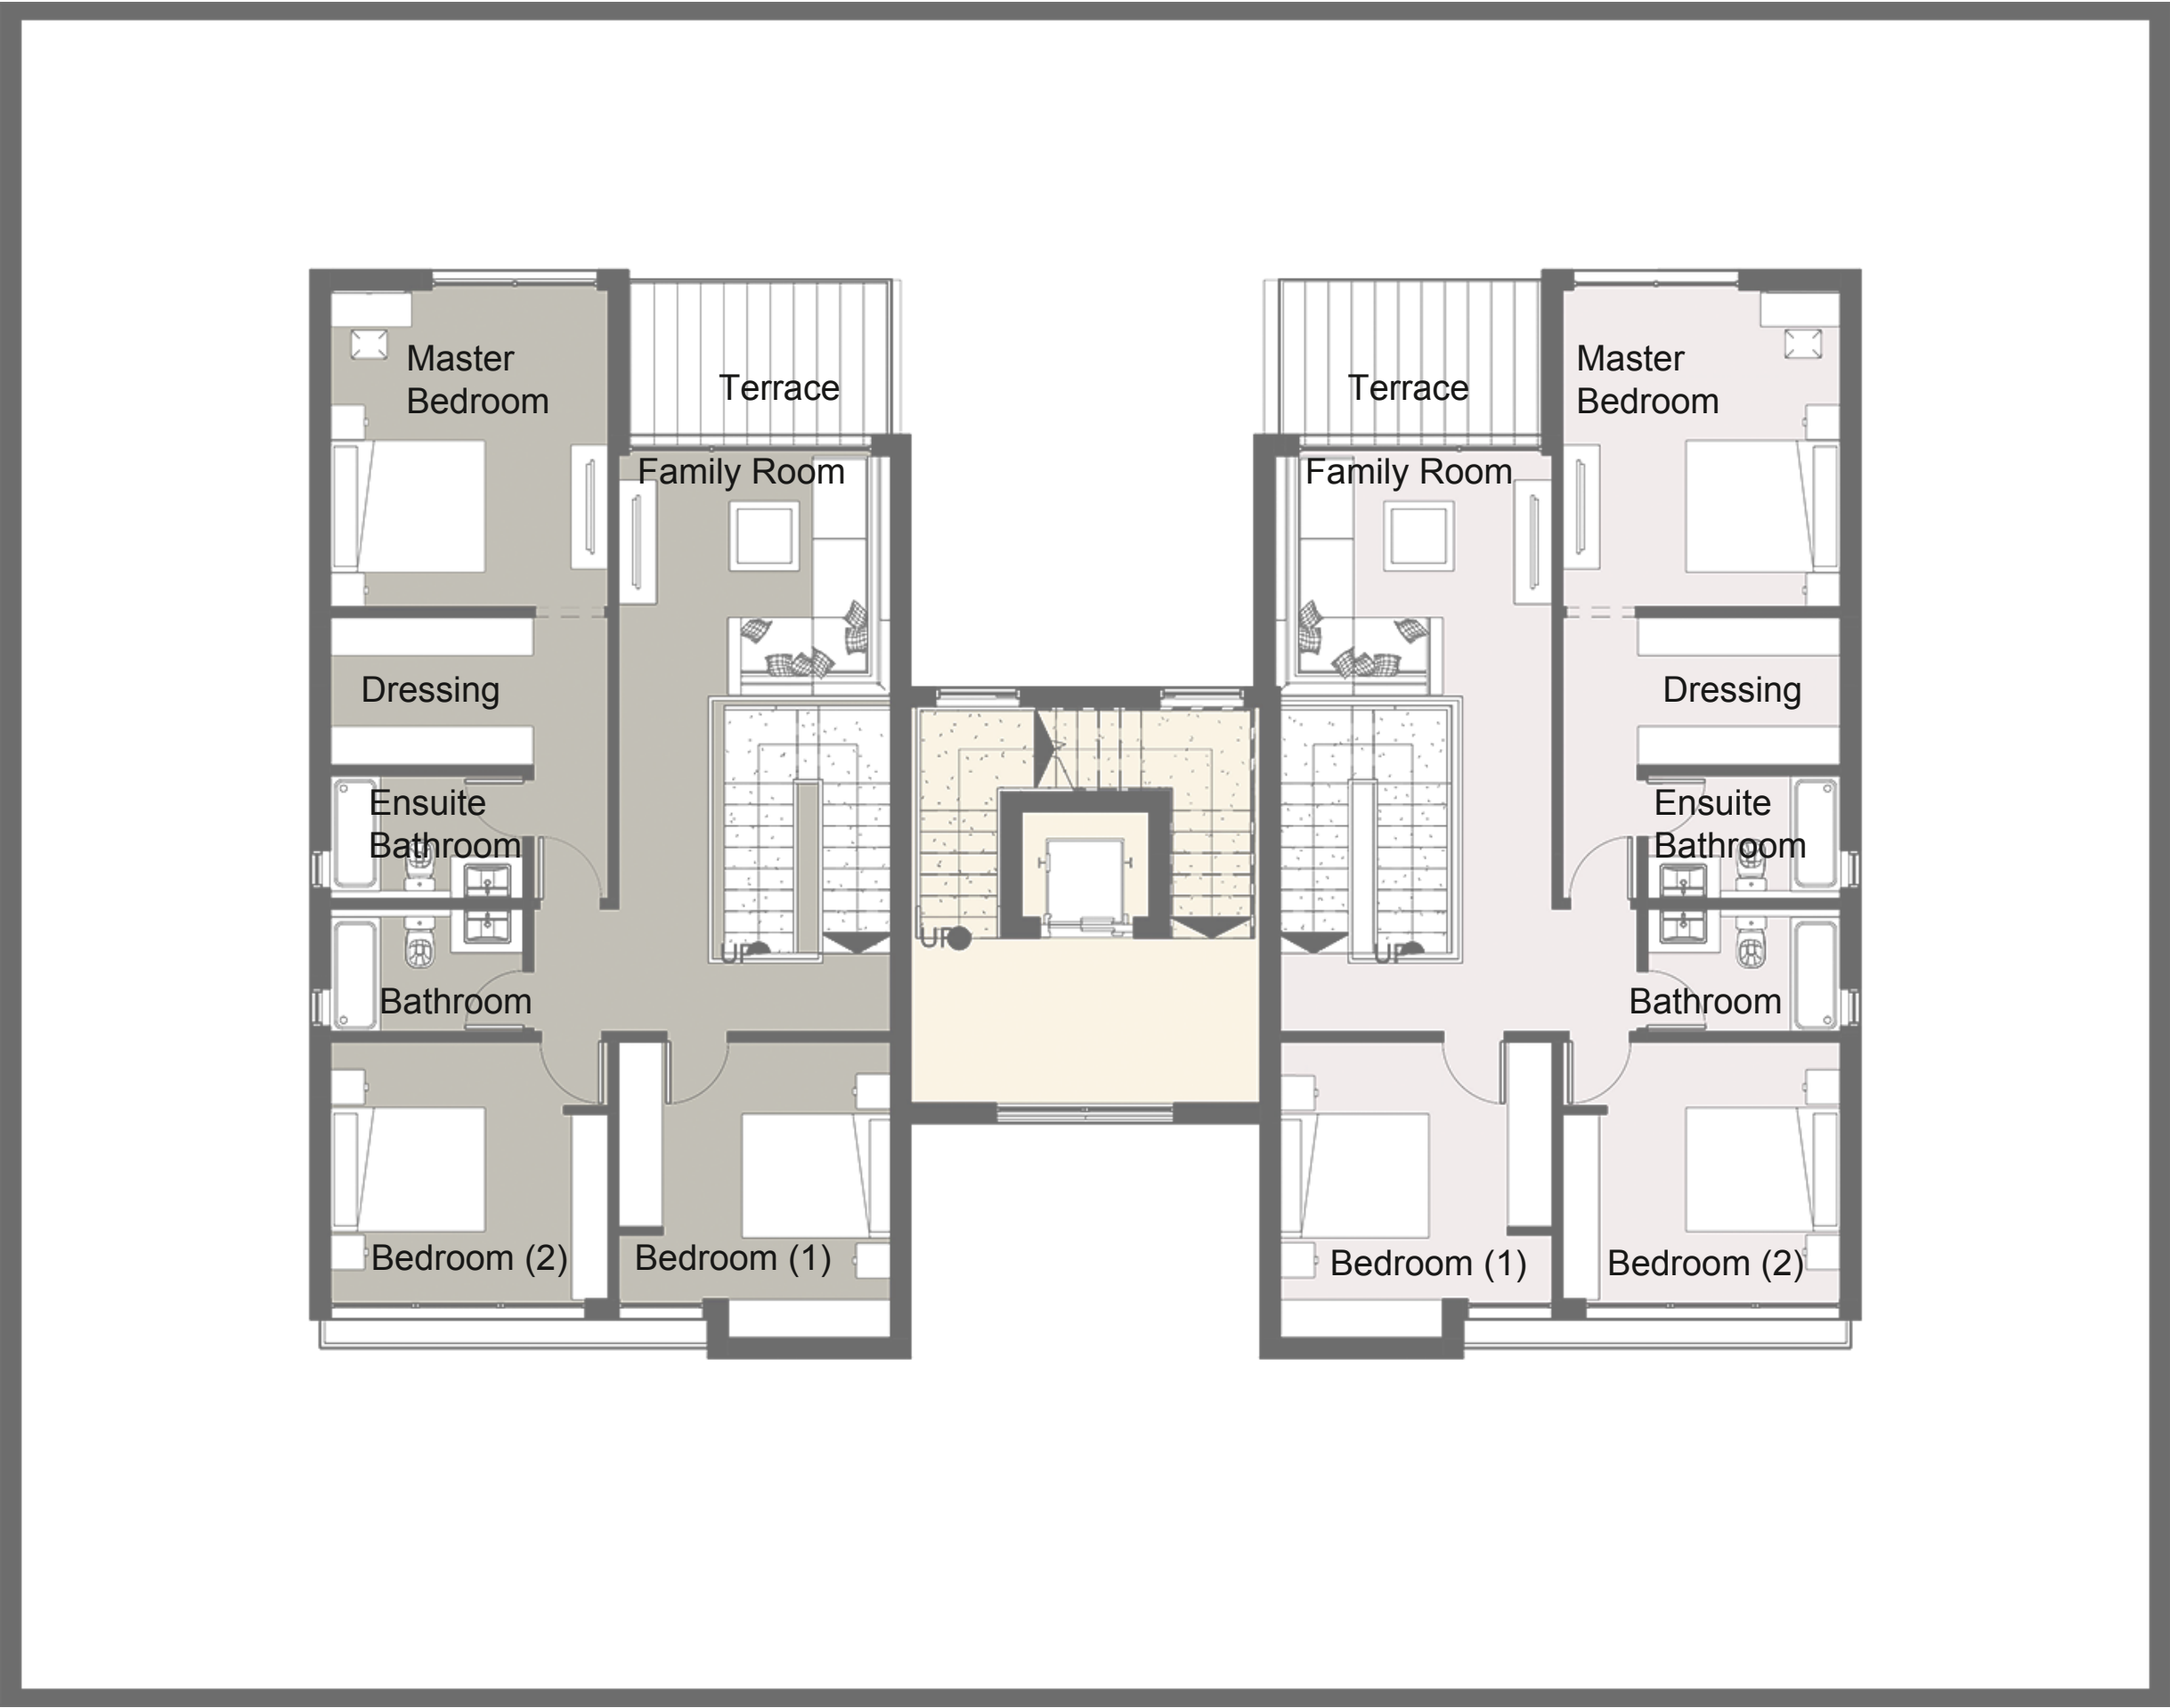 Master
Bedroom
Terrace
Terrace
Master
Bedroom
Family Room
Family Room
Dressing
Dressing
Ensuite
Bathroom
Ensuite
Bathroom
UP
UP
UP
Bathroom
Bathroom
Bedroom (2)
Bedroom (1)
Bedroom (1)
Bedroom (2)